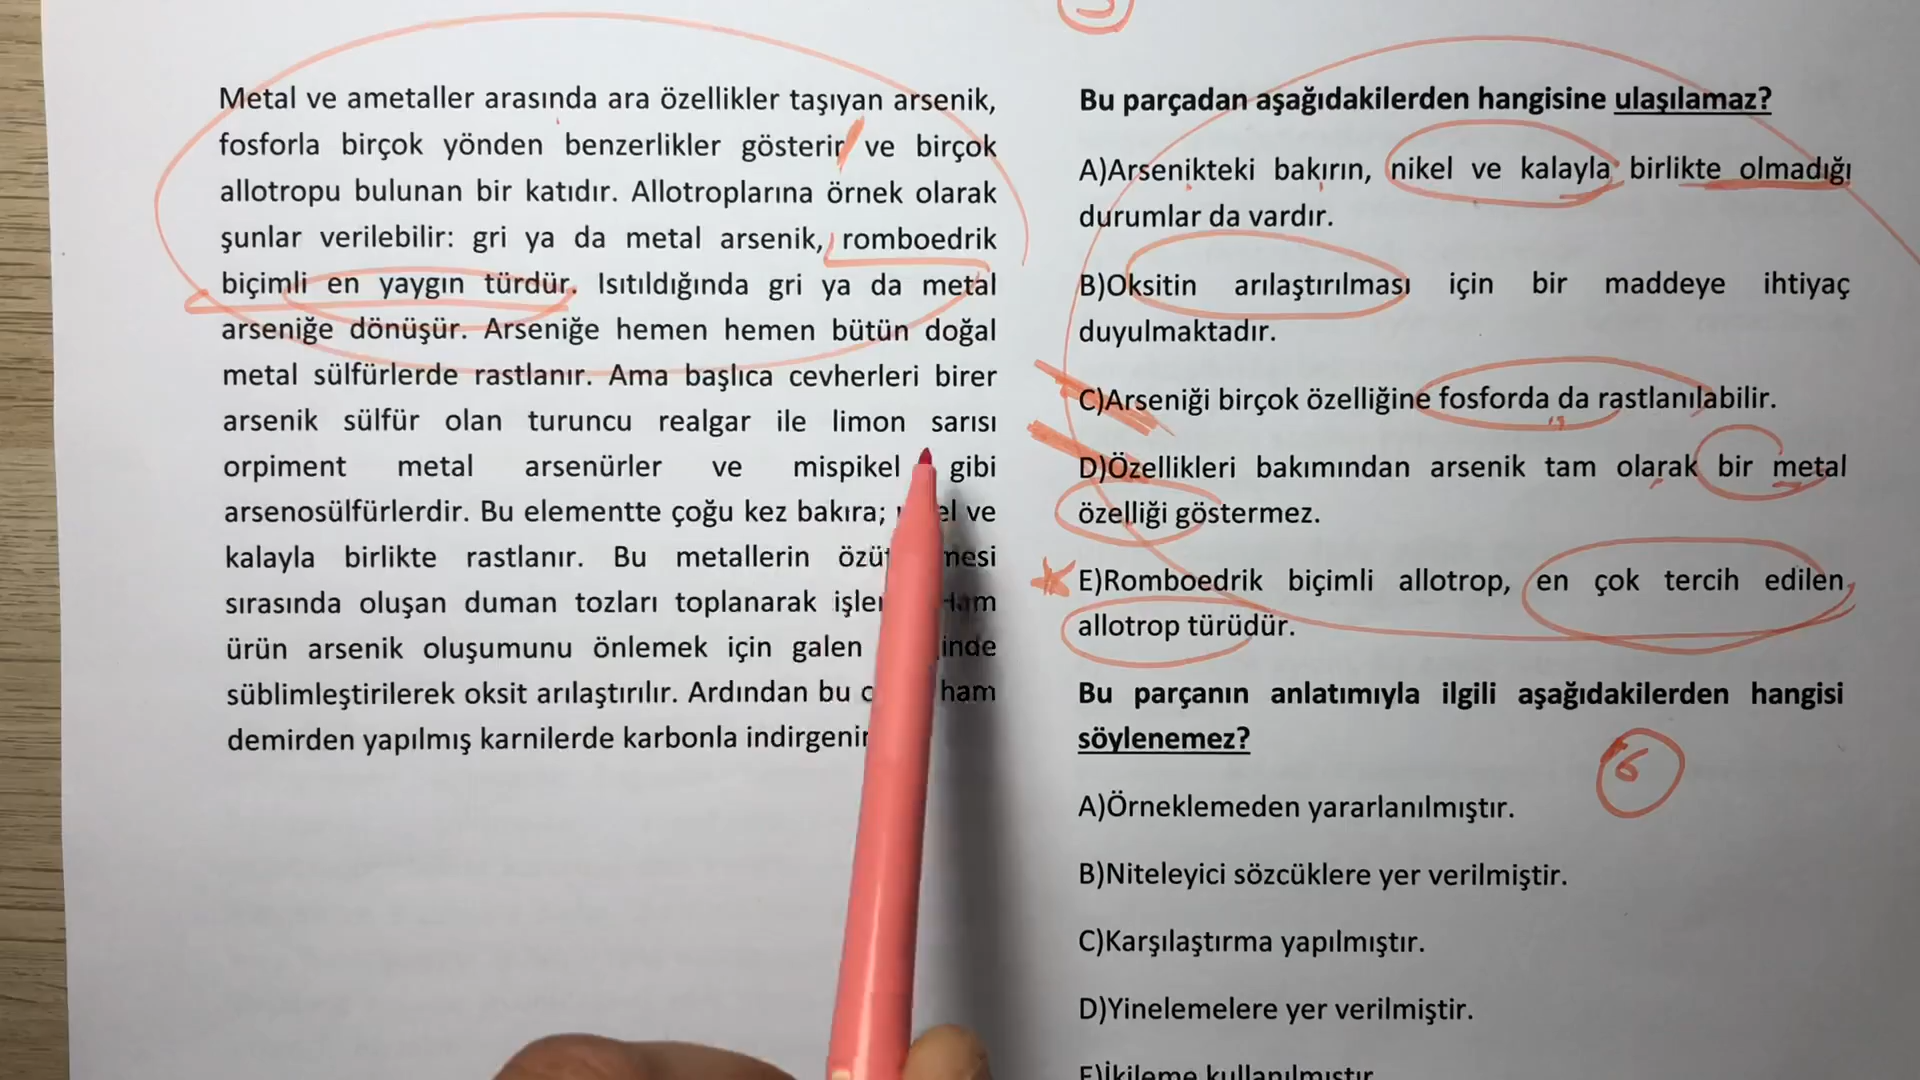 Metal ve ametaller arasında ara özellikler taşıyan arsenik,
fosforla birçok yönden benzerlikler gösterir ve birçok
allotropu bulunan bir katıdır. Allotroplarına örnek olarak
şunlar verilebilir: gri ya da metal arsenik, romboedrik
biçimli en yaygın türdür. Isıtıldığında gri ya da metal
arseniğe dönüşür. Arseniğe hemen hemen bütün doğal
metal sülfürlerde rastlanır. Ama başlıca cevherleri birer
arsenik sülfür olan turuncu realgar ile limon sarısı
orpiment metal arsenürler ve mispikel gibi
arsenosülfürlerdir. Bu elementte çoğu kez bakıra; ve
kalayla birlikte rastlanır. Bu metallerin
sırasında oluşan duman tozları toplanarak
ürün arsenik oluşumunu önlemek için galen
süblimleştirilerek oksit arılaştırılır. Ardından bu ham
demirden yapılmış karnilerde karbonla
Bu parçadan aşağıdakilerden hangisine ulaşılamaz?
A)Arsenikteki bakırın, nikel ve kalayla birlikte olmadığı
durumlar da vardır.
B)Oksitin arılaştırılması için bir maddeye ihtiyaç
duyulmaktadır.
C)Arseniği birçok özelliğine fosforda da rastlanılabilir.
D)Özellikleri bakımından arsenik tam olarak bir metal
özelliği göstermez.
E)Romboedrik biçimli allotrop, en çok tercih edilen
allotrop türüdür.
Bu parçanın anlatımıyla ilgili aşağıdakilerden hangisi
söylenemez?
6
A)Örneklemeden yararlanılmıştır.
B)Niteleyici sözcüklere yer verilmiştir.
C)Karşılaştırma yapılmıştır.
D)Yinelemelere yer verilmiştir.
E)İkileme kullanılmıştır.